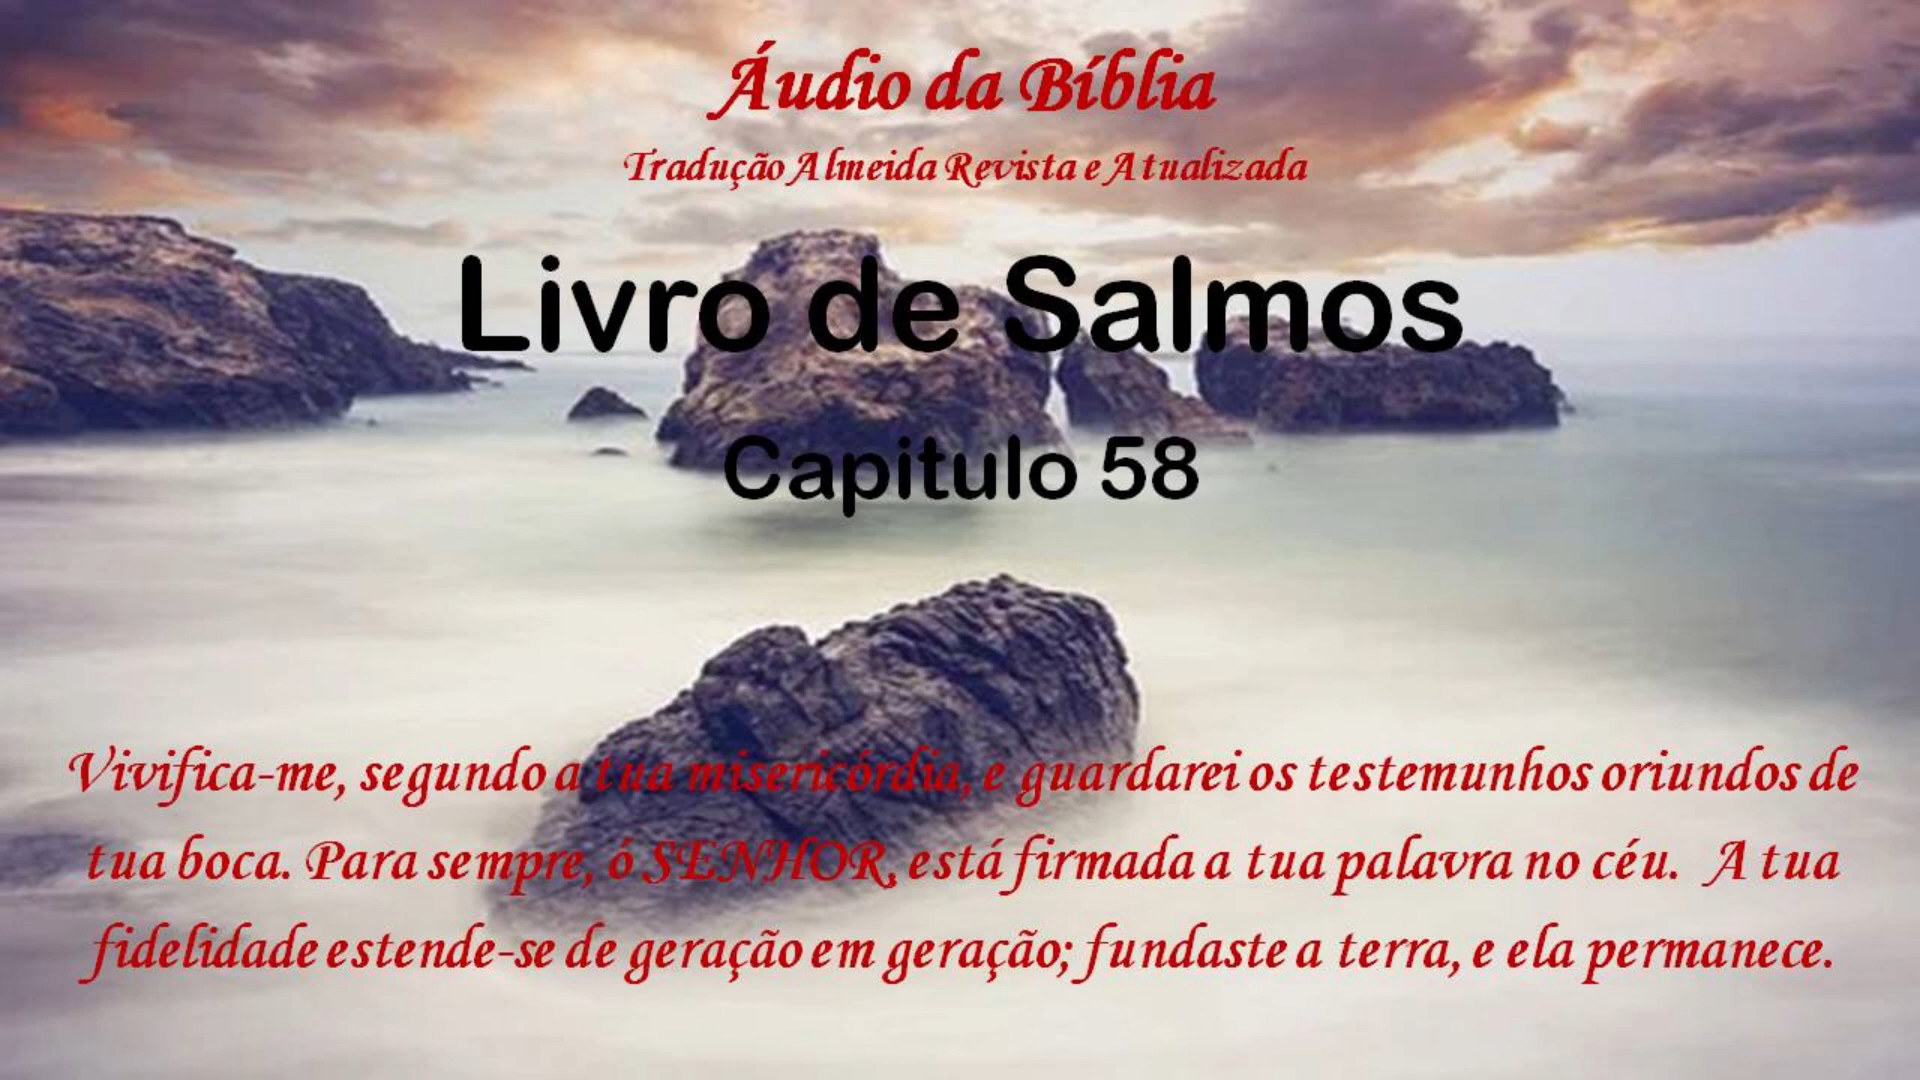 Áudio da Bíblia
Tradução Almeida Revista e Atualizada
Livro de Salmos
Capitulo 58
Vivifica-me, segundo a tua misericórdia, e guardarei os testemunhos oriundos de
tua boca. Para sempre, ó SENHOR, está firmada a tua palavra no céu. A tua
fidelidade estende-se de geração em geração; fundaste a terra, e ela permanece.